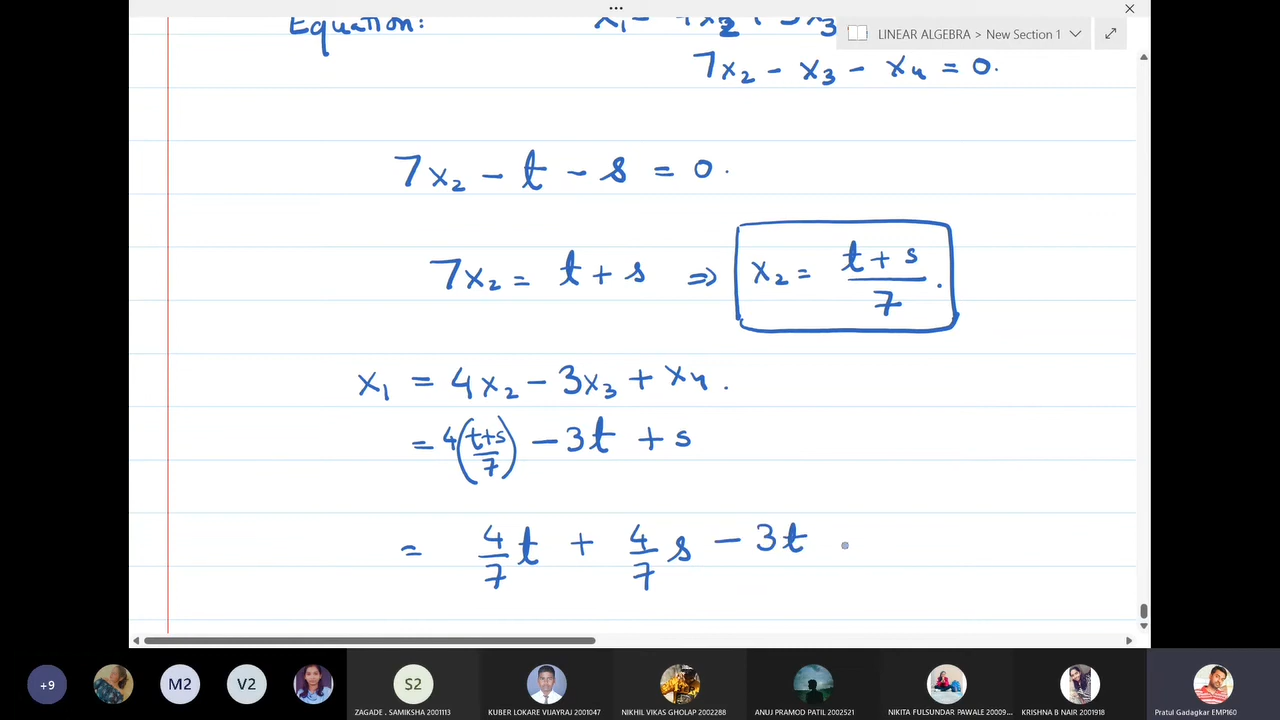 LINEAR ALGEBRA > New Section 1
Equation:
7x₂ - x₃ - x₄ = 0.
7x₂ - t - s = 0.
7x₂ = t + s ⇒ x₂ = (t + s)/7.
x₁ = 4x₂ - 3x₃ + x₄.
= 4((t+s)/7) - 3t + s
= 4/7 t + 4/7 s - 3t
+9 M2 V2 S2
ZAGADE . SAMIKSHA 2001113 KUBER LOKARE VIJAYRAJ 2001047 NIKHIL VIKAS GHOLAP 2002288 ANUJ PRAMOD PATIL 2002521 NIKITA FULSUNDAR PAWALE 20009... KRISHNA B NAIR 2001918 Pratul Gadagkar EMP160